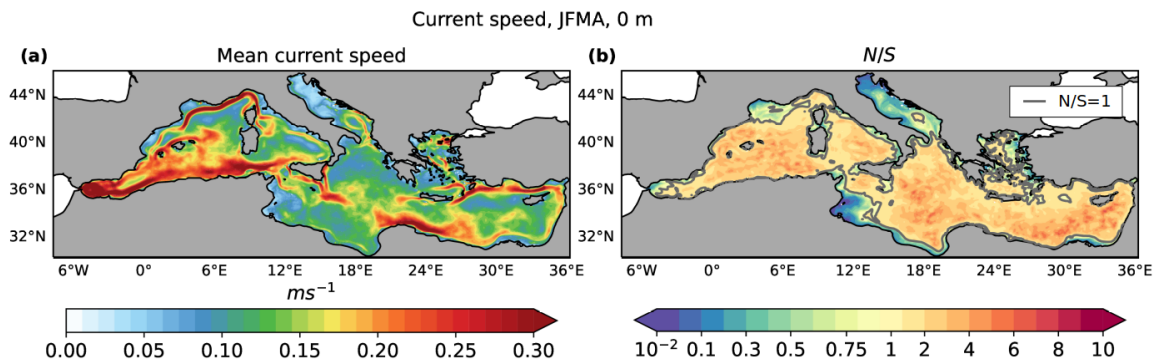 Current speed, JFMA, 0 m
(a) Mean current speed
(b) N/S
44°N
40°N
36°N
32°N
6°W 0° 6°E 12°E 18°E 24°E 30°E 36°E
44°N
40°N
36°N
32°N
6°W 0° 6°E 12°E 18°E 24°E 30°E 36°E
N/S=1
ms⁻¹
0.00 0.05 0.10 0.15 0.20 0.25 0.30
10⁻² 0.1 0.3 0.5 0.75 1 2 4 6 8 10